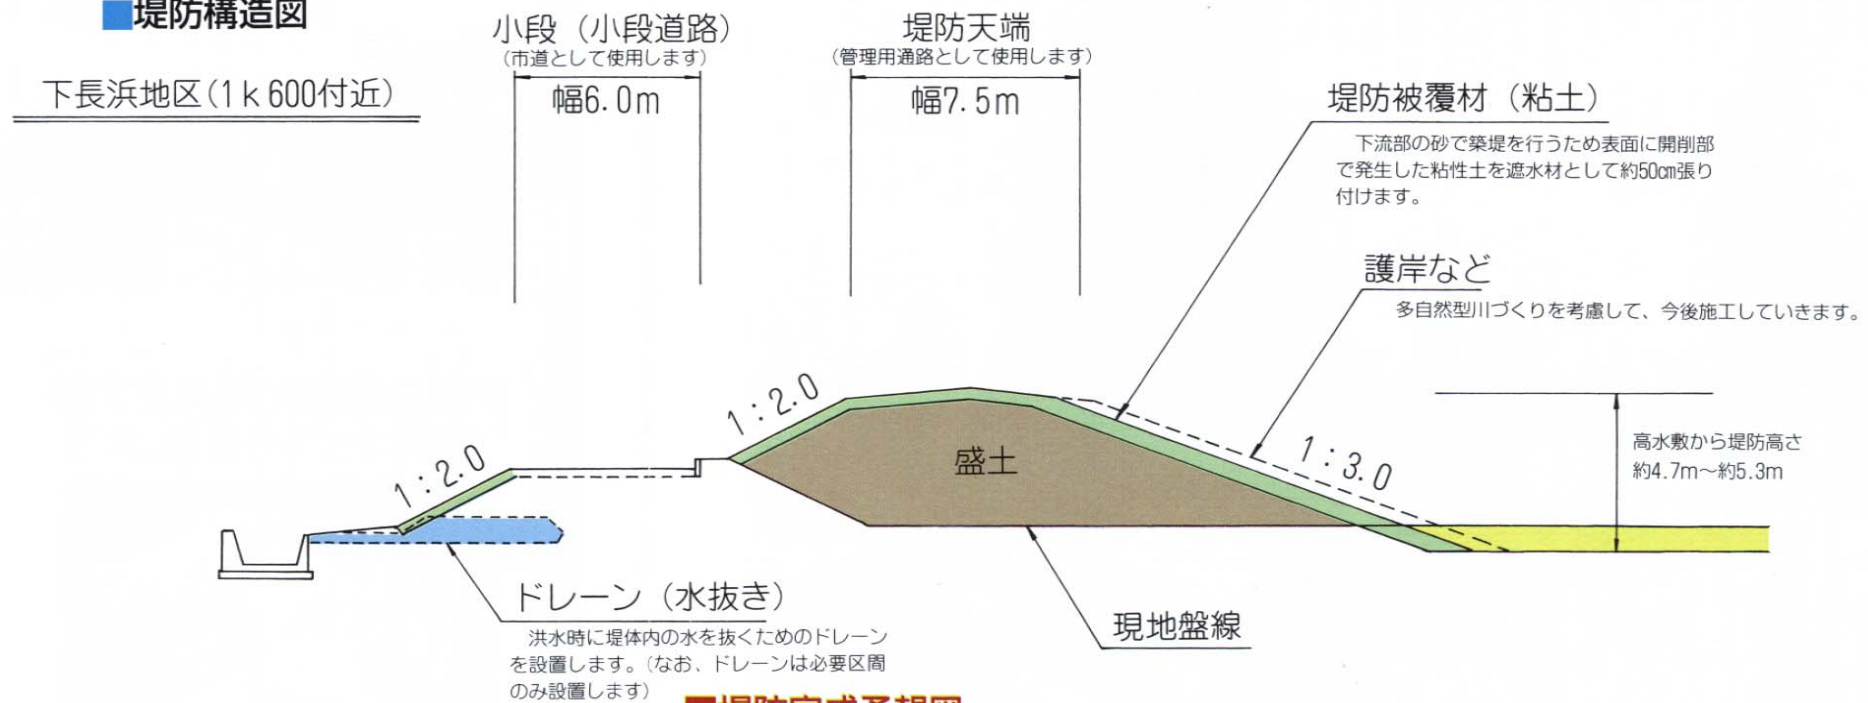 ■堤防構造図
下長浜地区(1k600付近)
小段（小段道路）
(市道として使用します)
幅6.0m
堤防天端
(管理用通路として使用します)
幅7.5m
堤防被覆材（粘土）
下流部の砂で築堤を行うため表面に開削部
で発生した粘性土を遮水材として約50cm張り
付けます。
護岸など
多自然型川づくりを考慮して、今後施工していきます。
1：2.0
1：2.0
盛土
1：3.0
高水敷から堤防高さ
約4.7m～約5.3m
ドレーン（水抜き）
洪水時に堤体内の水を抜くためのドレーン
を設置します。(なお、ドレーンは必要区間
のみ設置します)
現地盤線
■堤防完成予想図